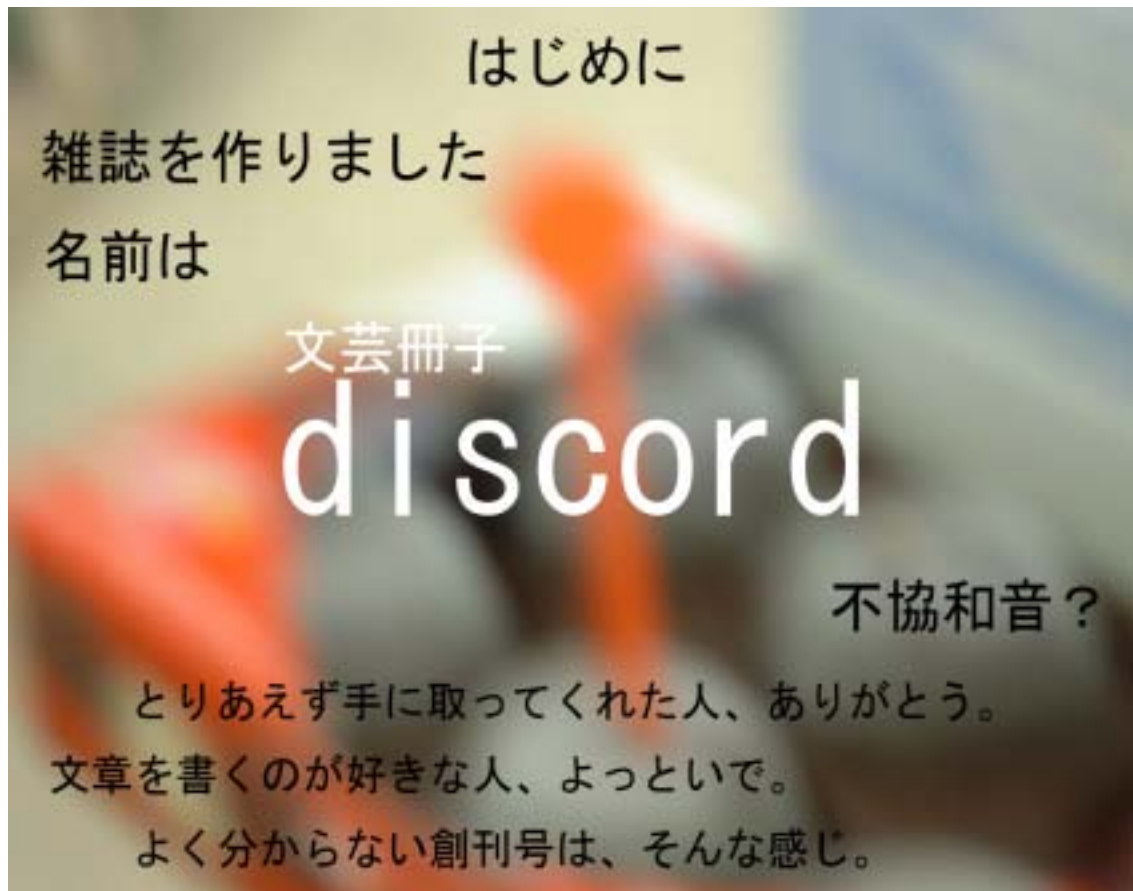 はじめに
雑誌を作りました
名前は
文芸冊子
discord
不協和音？
とりあえず手に取ってくれた人、ありがとう。
文章を書くのが好きな人、よっといで。
よく分からない創刊号は、そんな感じ。